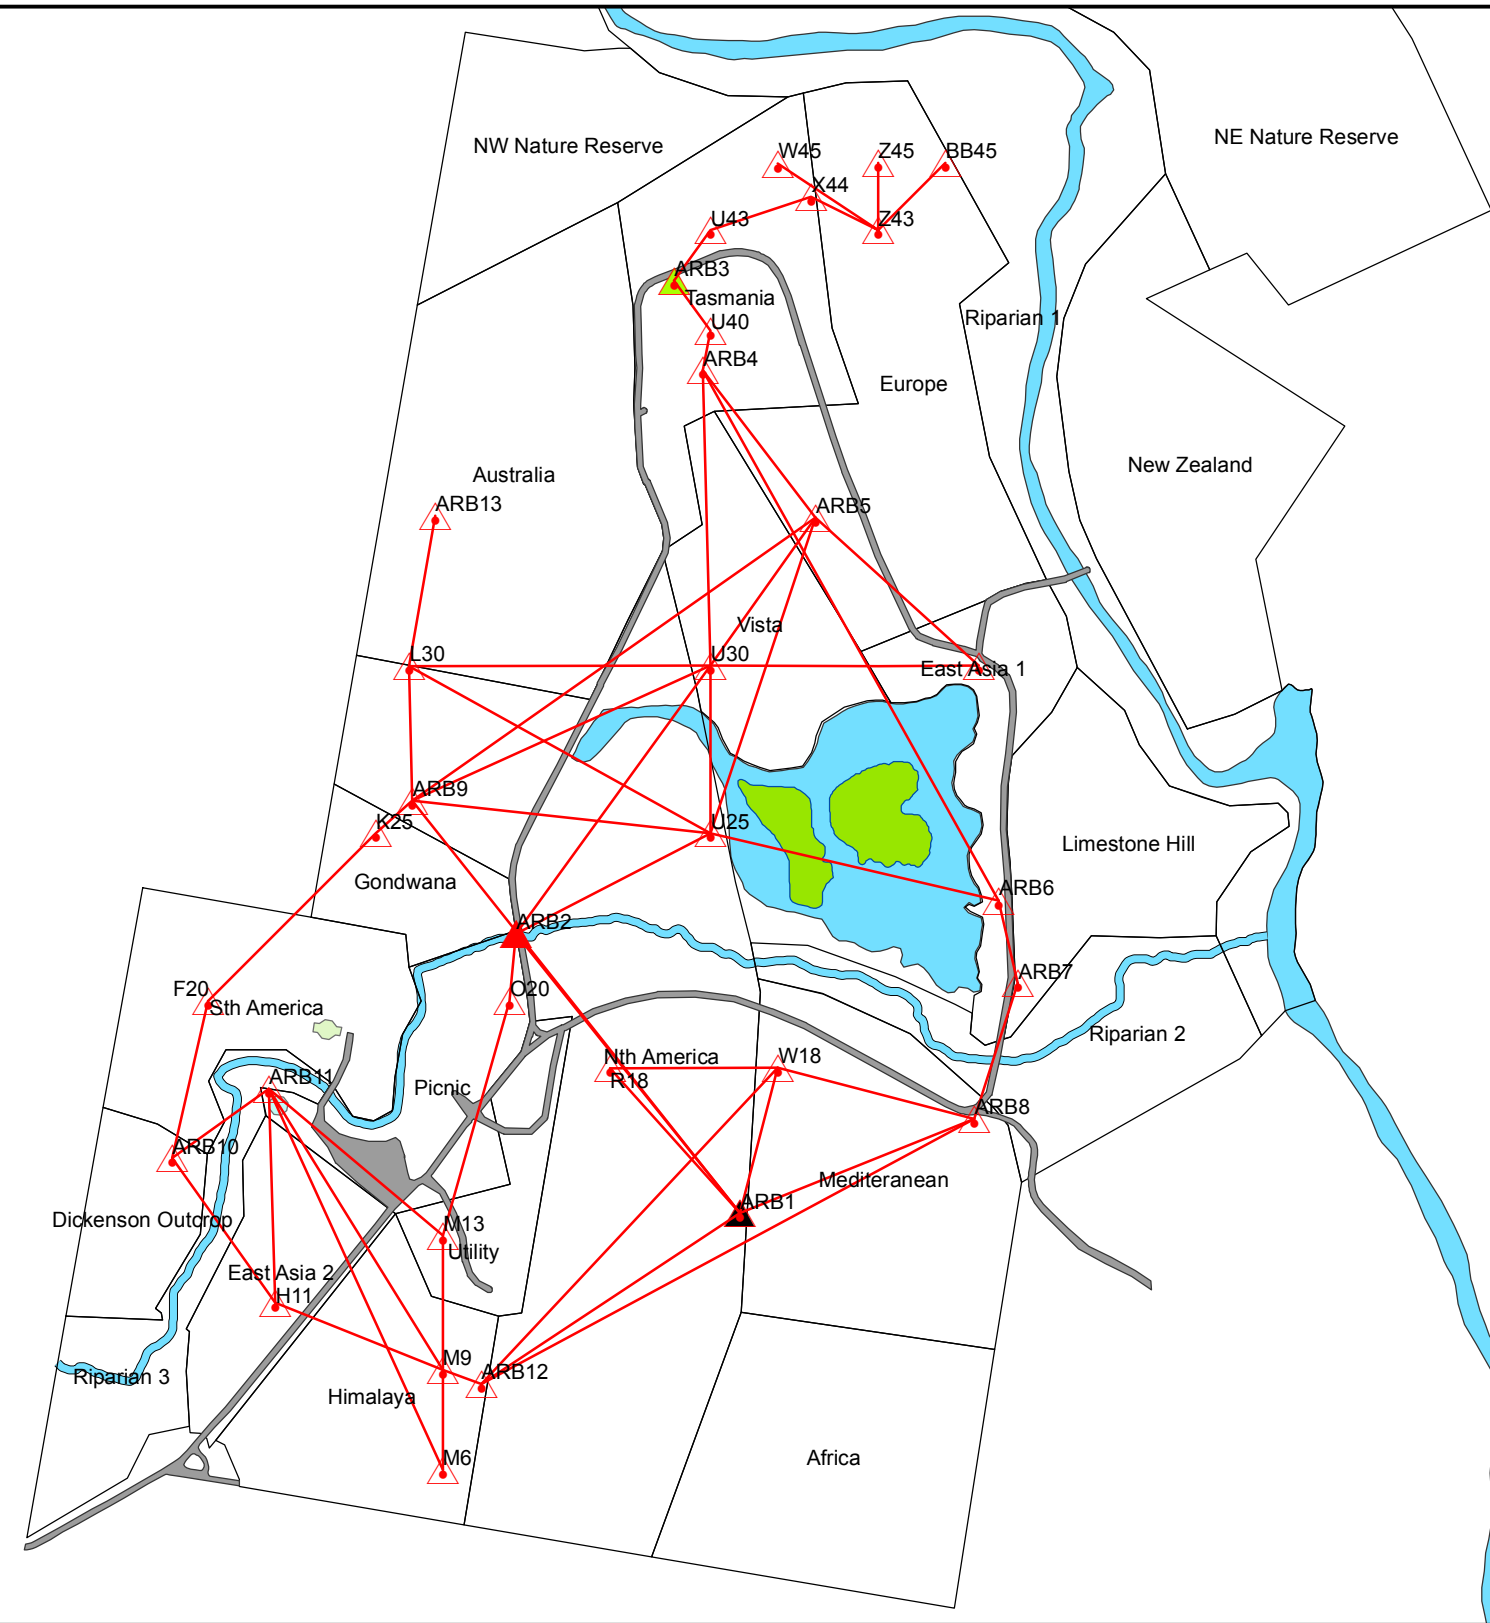 NE Nature Reserve
NW Nature Reserve
W45
Z45
BB45
X44
U43
Z43
ARB3
Tasmania
Riparian 1
U40
ARB4
Europe
New Zealand
Australia
ARB13
ARB5
Vista
L30
U30
East Asia 1
ARB9
K25
U25
Limestone Hill
Gondwana
ARB6
ARB2
ARB7
F20
O20
Sth America
Riparian 2
Nth America
W18
ARB11
R18
Picnic
ARB8
ARB10
Mediteranean
ARB1
Dickenson Outcrop
M13
Utility
East Asia 2
H11
M9
ARB12
Riparian 3
Himalaya
M6
Africa